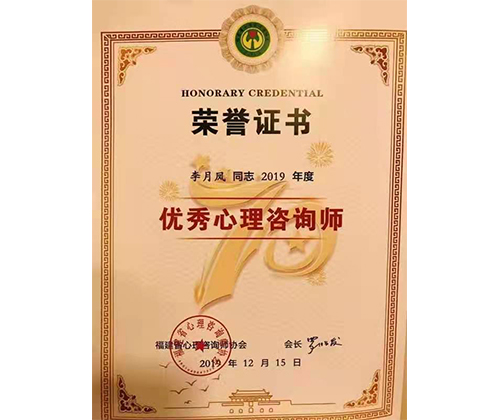 HONORARY CREDENTIAL
荣誉证书
李月凤 同志 2019 年度
70
优秀心理咨询师
福建省心理咨询师协会 会长
2019 年 12 月 15 日